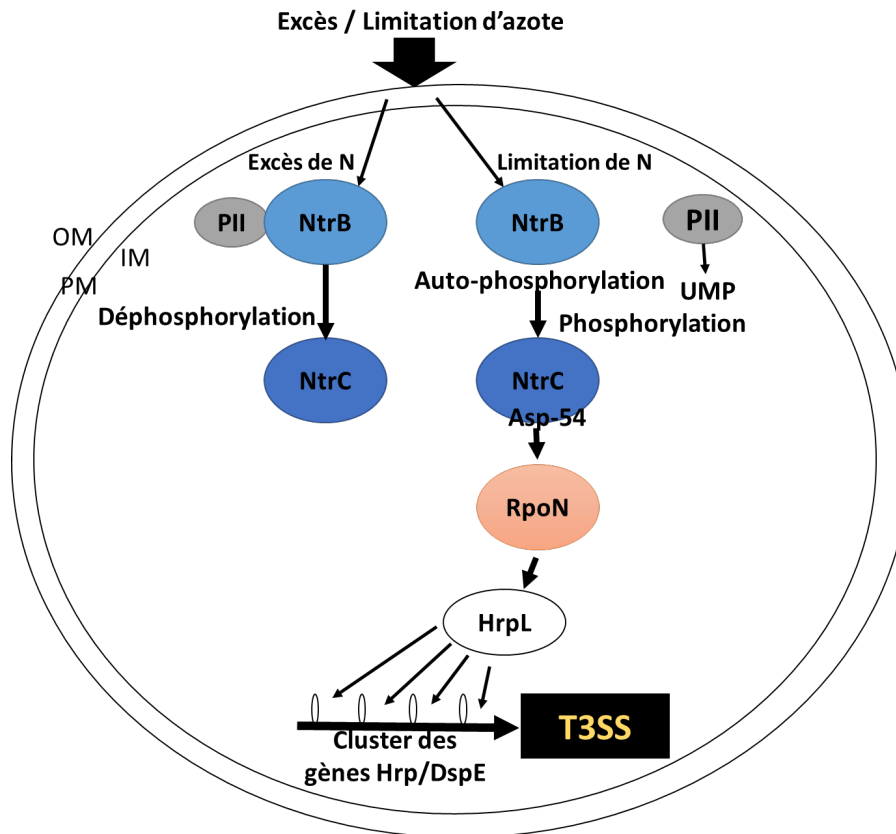 Excès / Limitation d'azote
Excès de N
Limitation de N
PII
NtrB
NtrB
PII
OM
IM
PM
Auto-phosphorylation
UMP
Déphosphorylation
Phosphorylation
NtrC
NtrC
Asp-54
RpoN
HrpL
T3SS
Cluster des
gènes Hrp/DspE